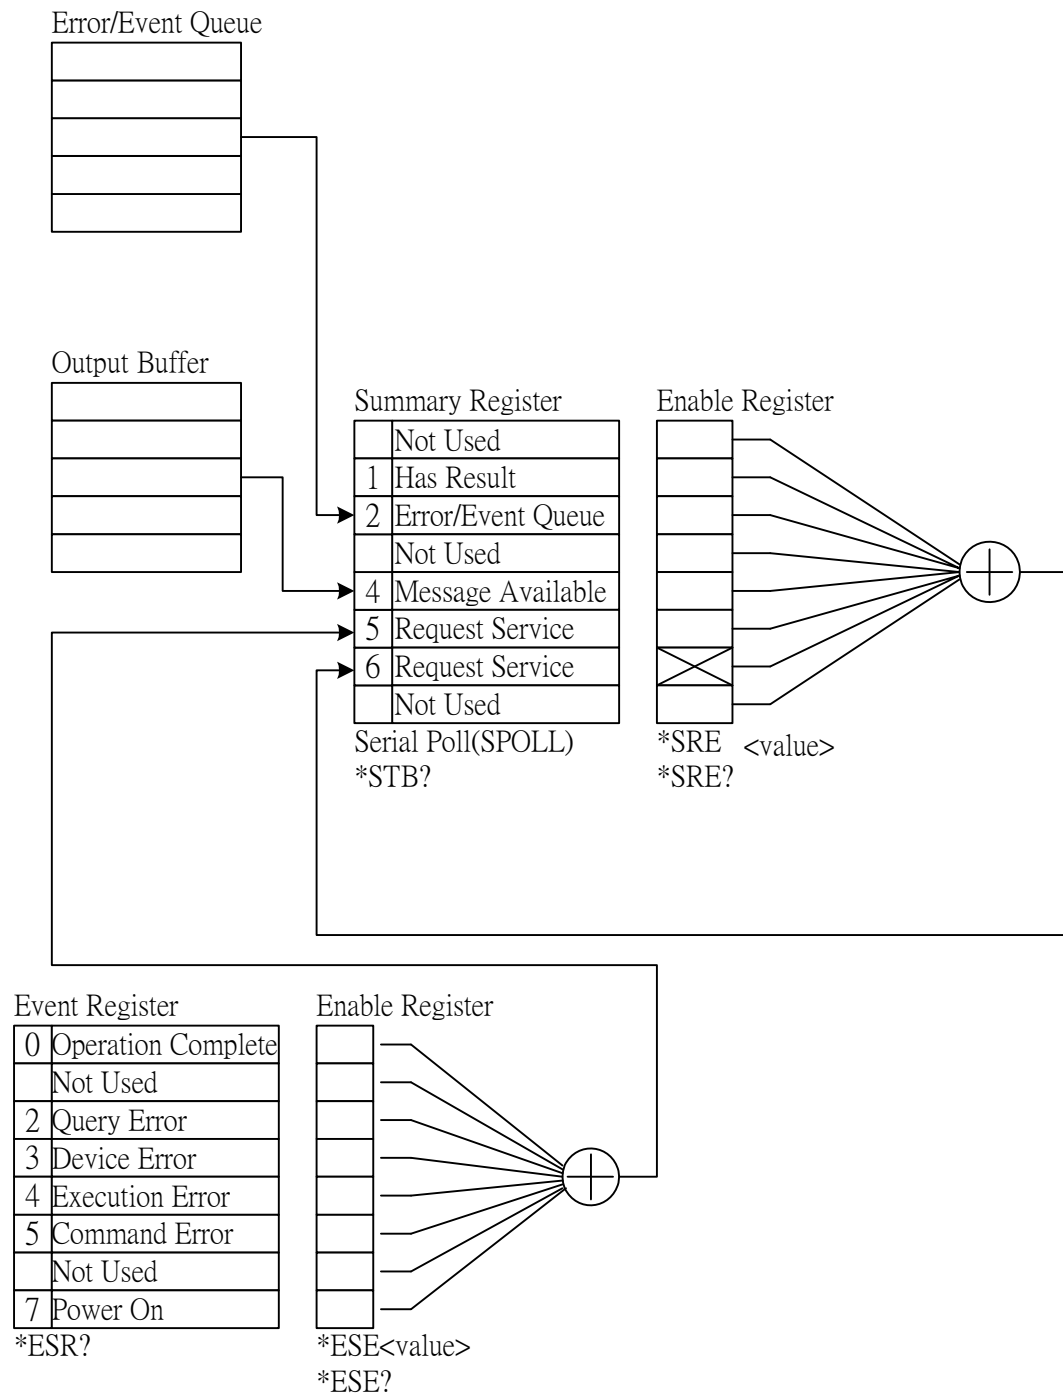 Error/Event Queue
Output Buffer
Summary Register
Not Used
1 Has Result
2 Error/Event Queue
Not Used
4 Message Available
5 Request Service
6 Request Service
Not Used
Serial Poll(SPOLL)
*STB?
Enable Register
*SRE <value>
*SRE?
Event Register
0 Operation Complete
Not Used
2 Query Error
3 Device Error
4 Execution Error
5 Command Error
Not Used
7 Power On
*ESR?
Enable Register
*ESE<value>
*ESE?